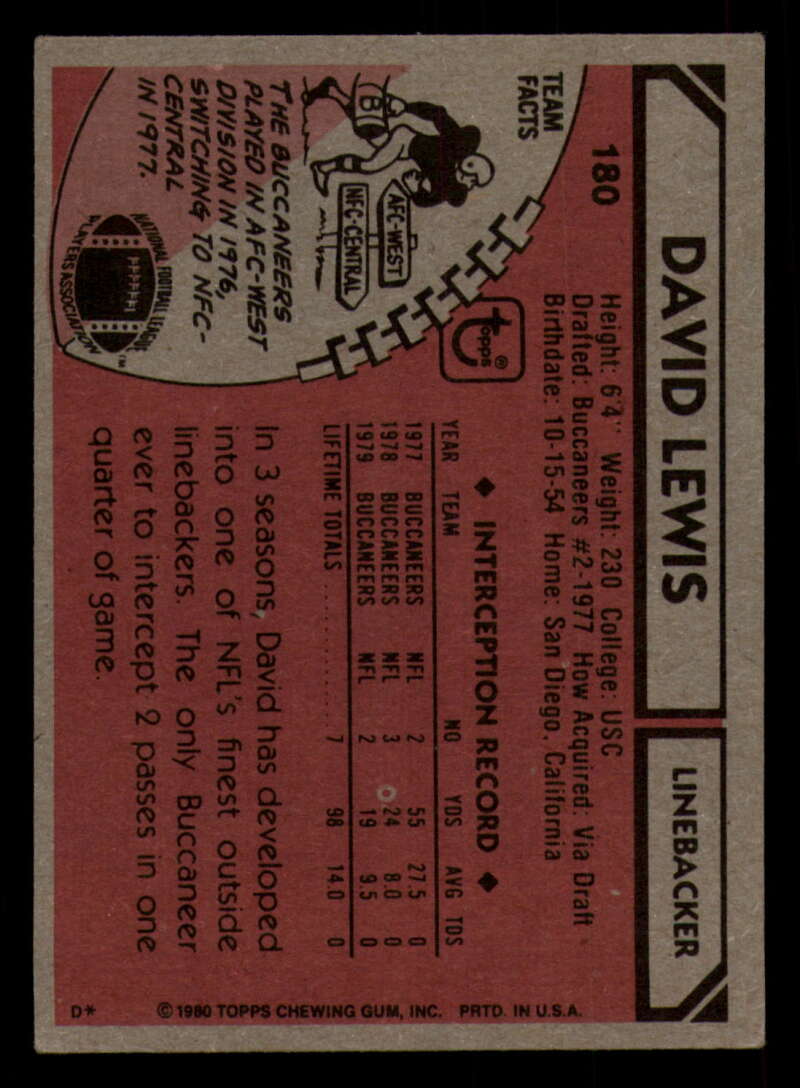 180
DAVID LEWIS
LINEBACKER
Height: 6'4" Weight: 230 College: USC
Drafted: Buccaneers #2-1977 How Acquired: Via Draft
Birthdate: 10-15-54 Home: San Diego, California
TEAM
FACTS
B
AFC-WEST
NFC-CENTRAL
THE BUCCANEERS
PLAYED IN AFC-WEST
DIVISION IN 1976,
SWITCHING TO NFC-
CENTRAL
IN 1977.
NATIONAL FOOTBALL LEAGUE
PLAYERS ASSOCIATION
TM
topps®
◆ INTERCEPTION RECORD ◆
YEAR TEAM NO YDS AVG TDS
1977 BUCCANEERS NFL 2 55 27.5 0
1978 BUCCANEERS NFL 3 24 8.0 0
1979 BUCCANEERS NFL 2 19 9.5 0
LIFETIME TOTALS ............ 7 98 14.0 0
In 3 seasons, David has developed
into one of NFL's finest outside
linebackers. The only Buccaneer
ever to intercept 2 passes in one
quarter of game.
D* © 1980 TOPPS CHEWING GUM, INC. PRTD. IN U.S.A.